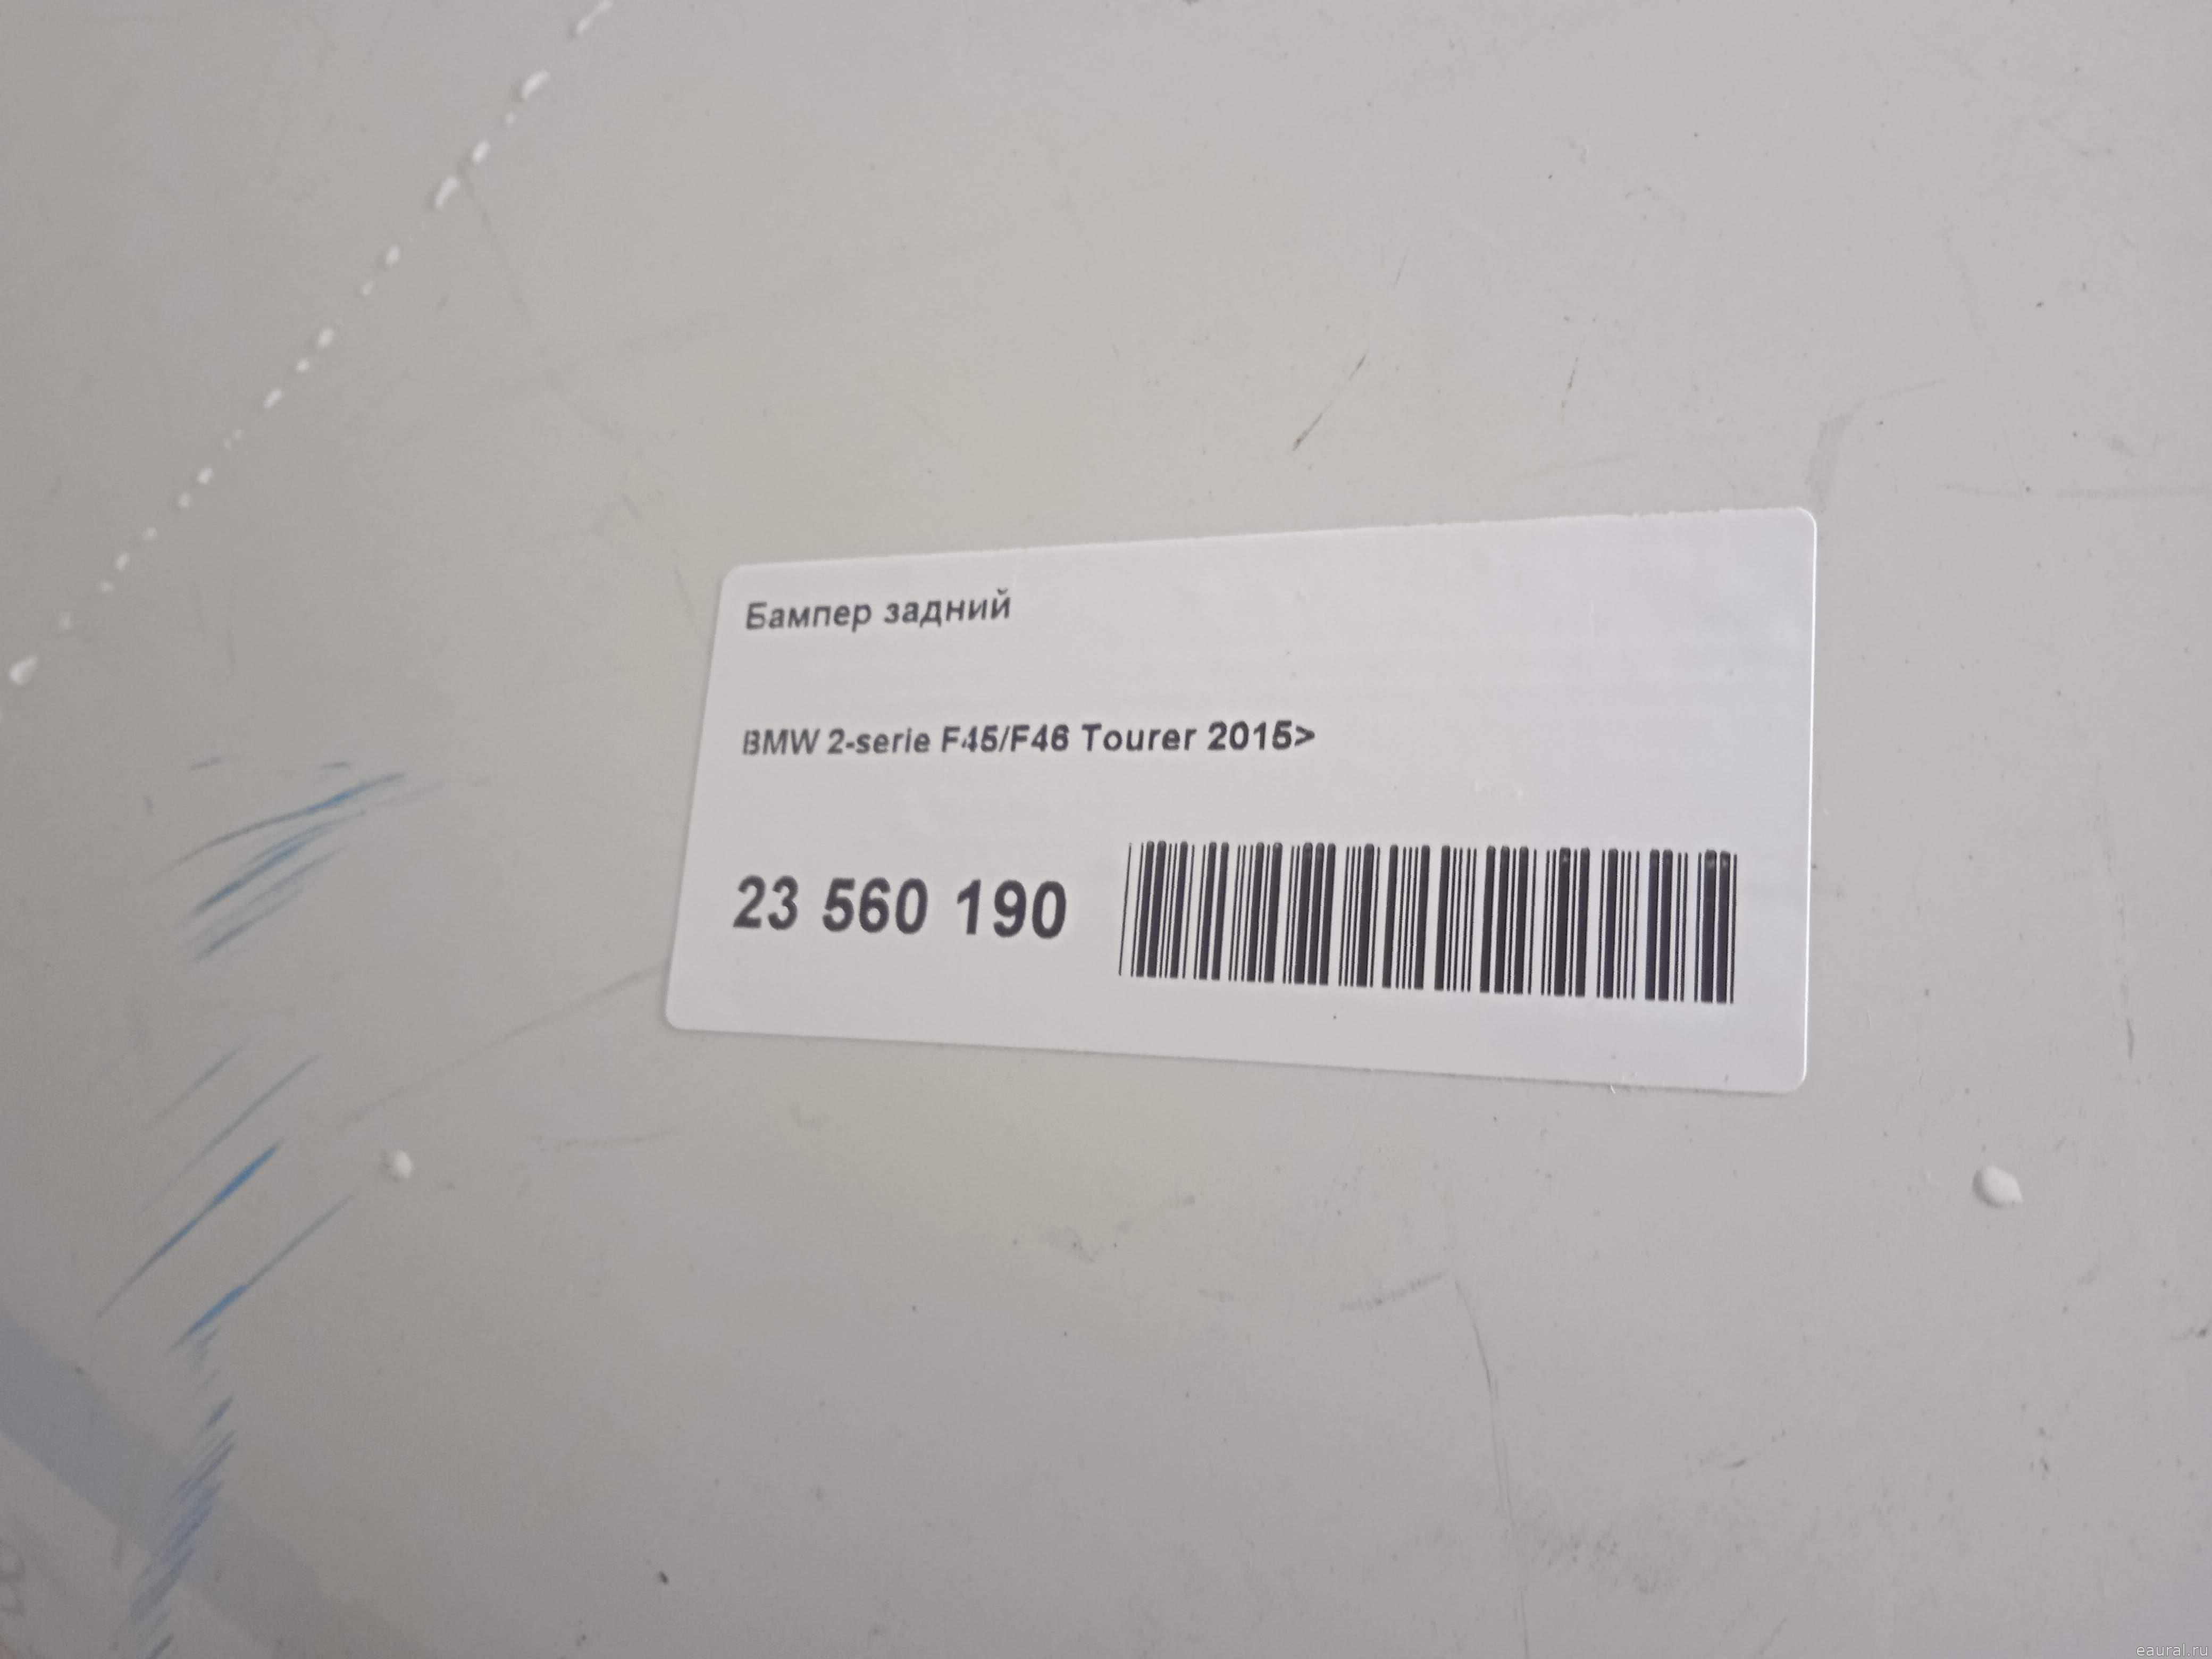 Бампер задний
BMW 2-serie F45/F46 Tourer 2015>
23 560 190
eaural.ru